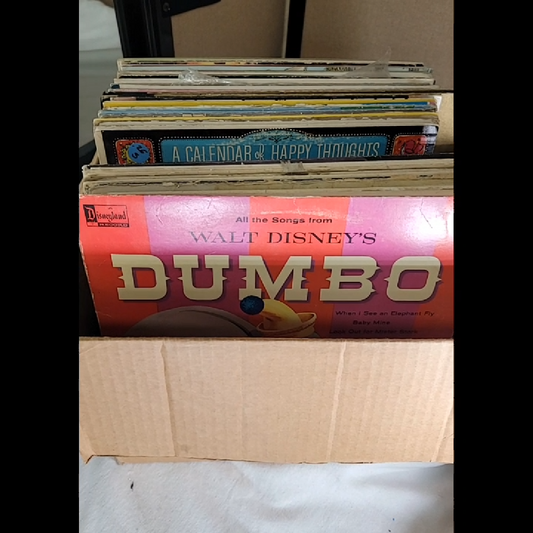 A CALENDAR of HAPPY THOUGHTS
Disneyland
All the Songs from
WALT DISNEY'S
DUMBO
When I See an Elephant Fly
Baby Mine